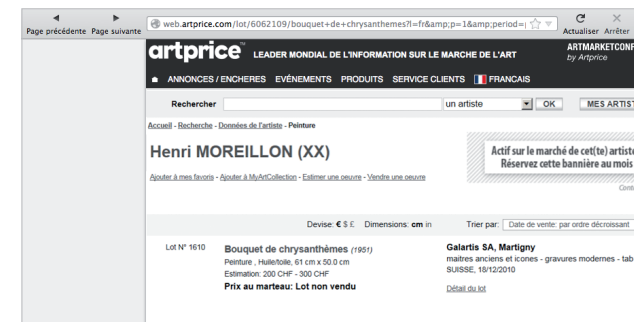 Page précédente Page suivante web.artprice.com/lot/6062109/bouquet+de+chrysanthemes?l=fr&amp;p=1&amp;period= Actualiser Arrêter
artprice LEADER MONDIAL DE L'INFORMATION SUR LE MARCHE DE L'ART ARTMARKETCONF
by Artprice
ANNONCES / ENCHERES EVÉNEMENTS PRODUITS SERVICE CLIENTS FRANCAIS
Rechercher un artiste OK MES ARTIST
Accueil - Recherche - Données de l'artiste - Peinture
Henri MOREILLON (XX)
Actif sur le marché de cet(te) artiste
Réservez cette bannière au mois
Ajouter à mes favoris - Ajouter à MyArtCollection - Estimer une oeuvre - Vendre une oeuvre
Devise: € $ £ Dimensions: cm in Trier par: Date de vente: par ordre décroissant
Lot N° 1610 Bouquet de chrysanthèmes (1951) Galartis SA, Martigny
Peinture , Huile/toile, 61 cm x 50.0 cm maitres anciens et icones - gravures modernes - tab
Estimation: 200 CHF - 300 CHF SUISSE, 18/12/2010
Prix au marteau: Lot non vendu Détail du lot